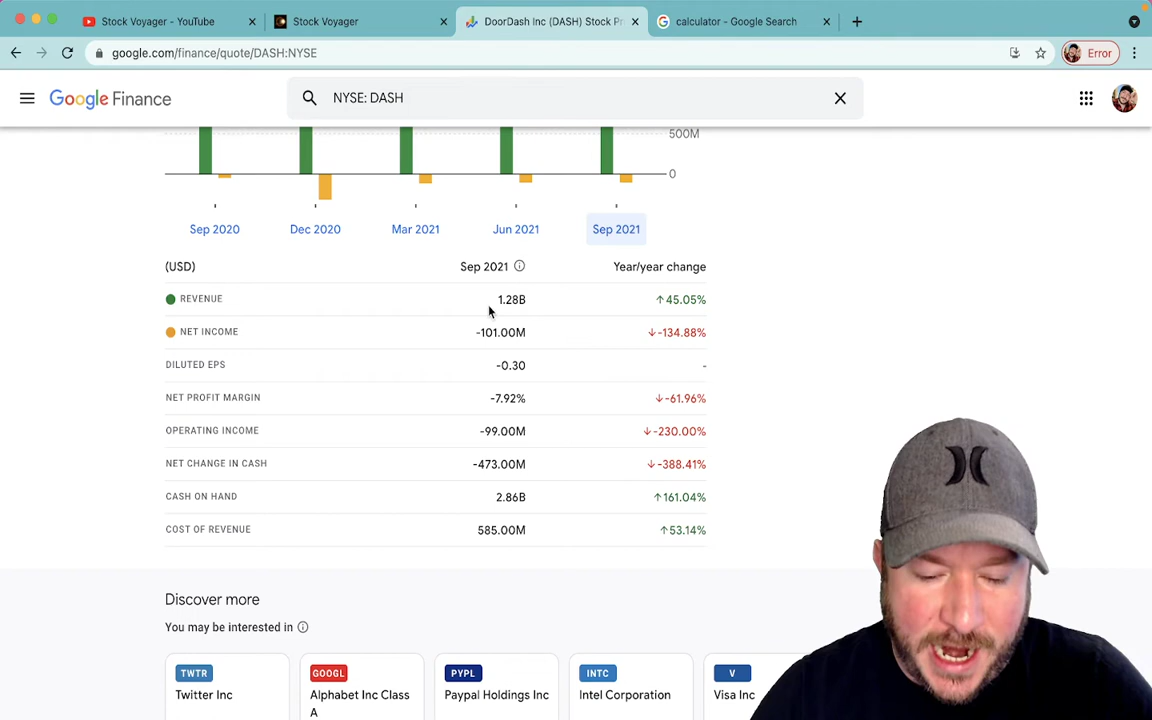 Stock Voyager - YouTube
Stock Voyager
DoorDash Inc (DASH) Stock Pr
calculator - Google Search
google.com/finance/quote/DASH:NYSE
Error
Google Finance
NYSE: DASH
500M
0
Sep 2020
Dec 2020
Mar 2021
Jun 2021
Sep 2021
(USD) Sep 2021 Year/year change
REVENUE 1.28B ↑45.05%
NET INCOME -101.00M ↓-134.88%
DILUTED EPS -0.30 -
NET PROFIT MARGIN -7.92% ↓-61.96%
OPERATING INCOME -99.00M ↓-230.00%
NET CHANGE IN CASH -473.00M ↓-388.41%
CASH ON HAND 2.86B ↑161.04%
COST OF REVENUE 585.00M ↑53.14%
Discover more
You may be interested in
TWTR
Twitter Inc
GOOGL
Alphabet Inc Class
A
PYPL
Paypal Holdings Inc
INTC
Intel Corporation
V
Visa Inc